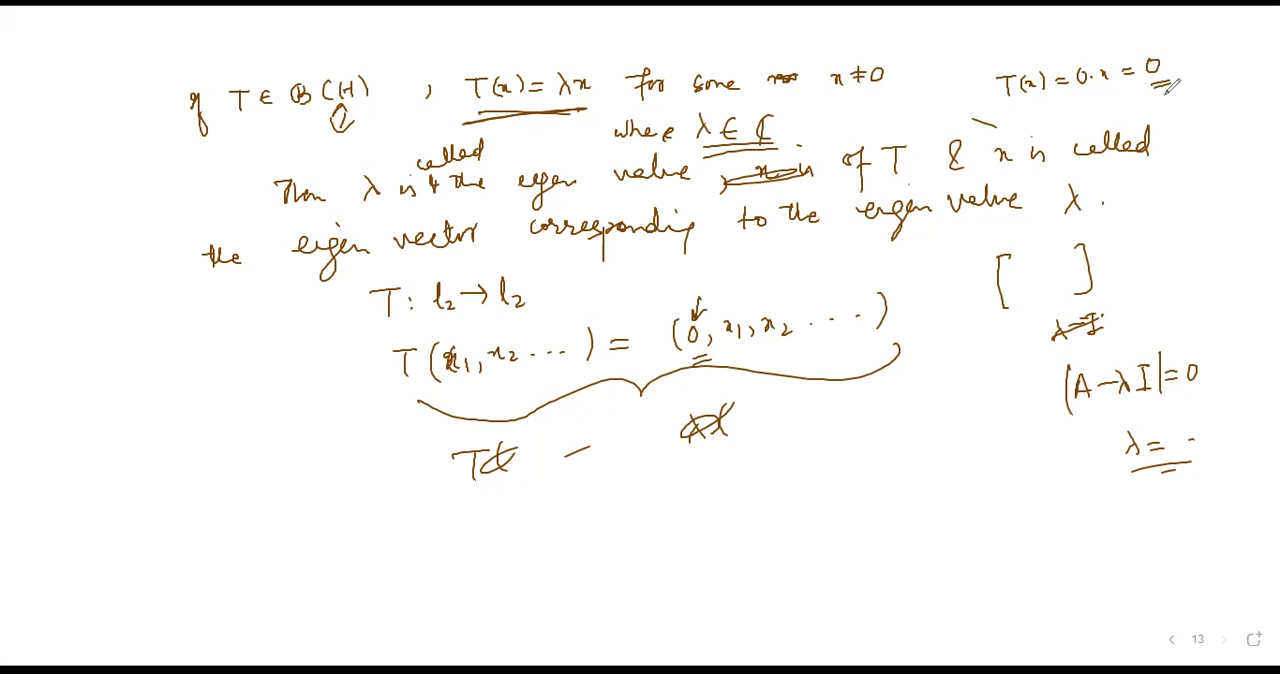 If T ∈ B(H) , T(x) = λx for some x ≠ 0
T(x) = 0·x = 0
where λ ∈ ₵
called
Then λ is the eigen value of T & x is called
the eigen vector corresponding to the eigen value λ .
T : l₂ → l₂
[ ]
T(x₁, x₂ ...) = (0, x₁, x₂ ....)
|A - λI| = 0
λ =
13